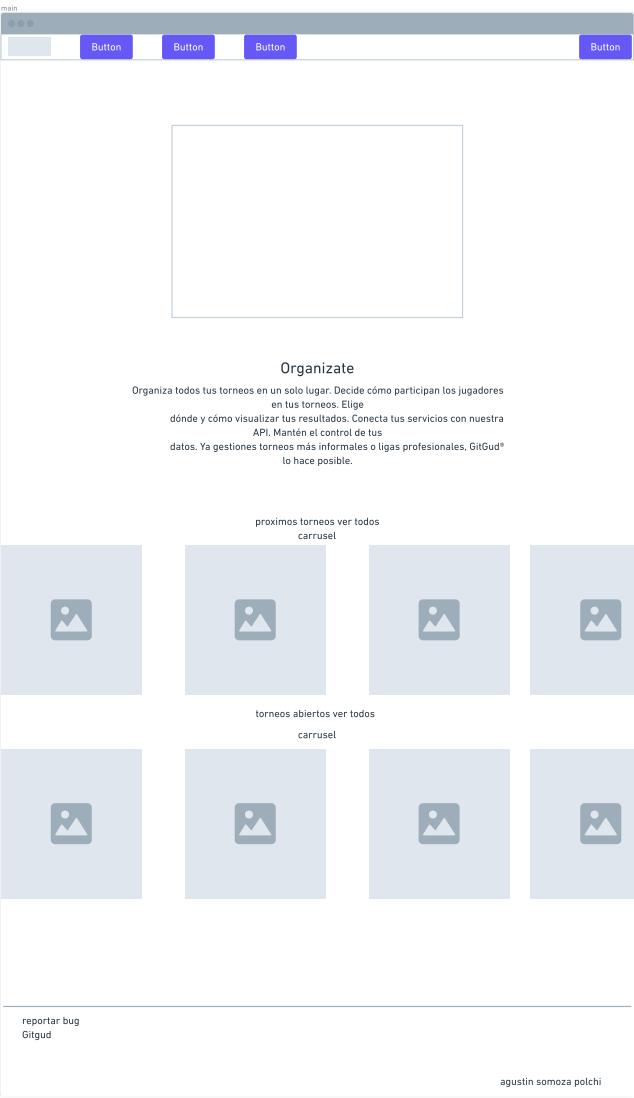 main
Button Button Button Button
Organizate
Organiza todos tus torneos en un solo lugar. Decide cómo participan los jugadores
en tus torneos. Elige
dónde y cómo visualizar tus resultados. Conecta tus servicios con nuestra
API. Mantén el control de tus
datos. Ya gestiones torneos más informales o ligas profesionales, GitGud®
lo hace posible.
proximos torneos ver todos
carrusel
torneos abiertos ver todos
carrusel
reportar bug
Gitgud
agustin somoza polchi